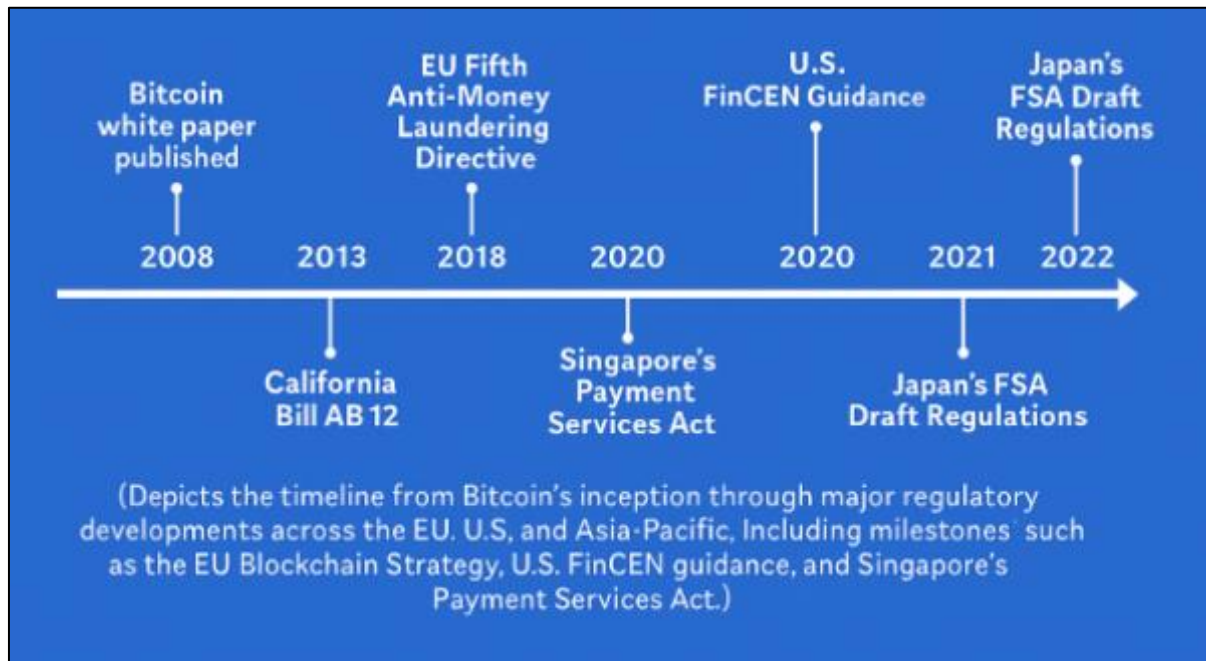 Bitcoin
white paper
published
EU Fifth
Anti-Money
Laundering
Directive
U.S.
FinCEN Guidance
Japan's
FSA Draft
Regulations
2008 2013 2018 2020 2020 2021 2022
California
Bill AB 12
Singapore's
Payment
Services Act
Japan's FSA
Draft Regulations
(Depicts the timeline from Bitcoin's inception through major regulatory
developments across the EU. U.S, and Asia-Pacific, Including milestones such
as the EU Blockchain Strategy, U.S. FinCEN guidance, and Singapore's
Payment Services Act.)